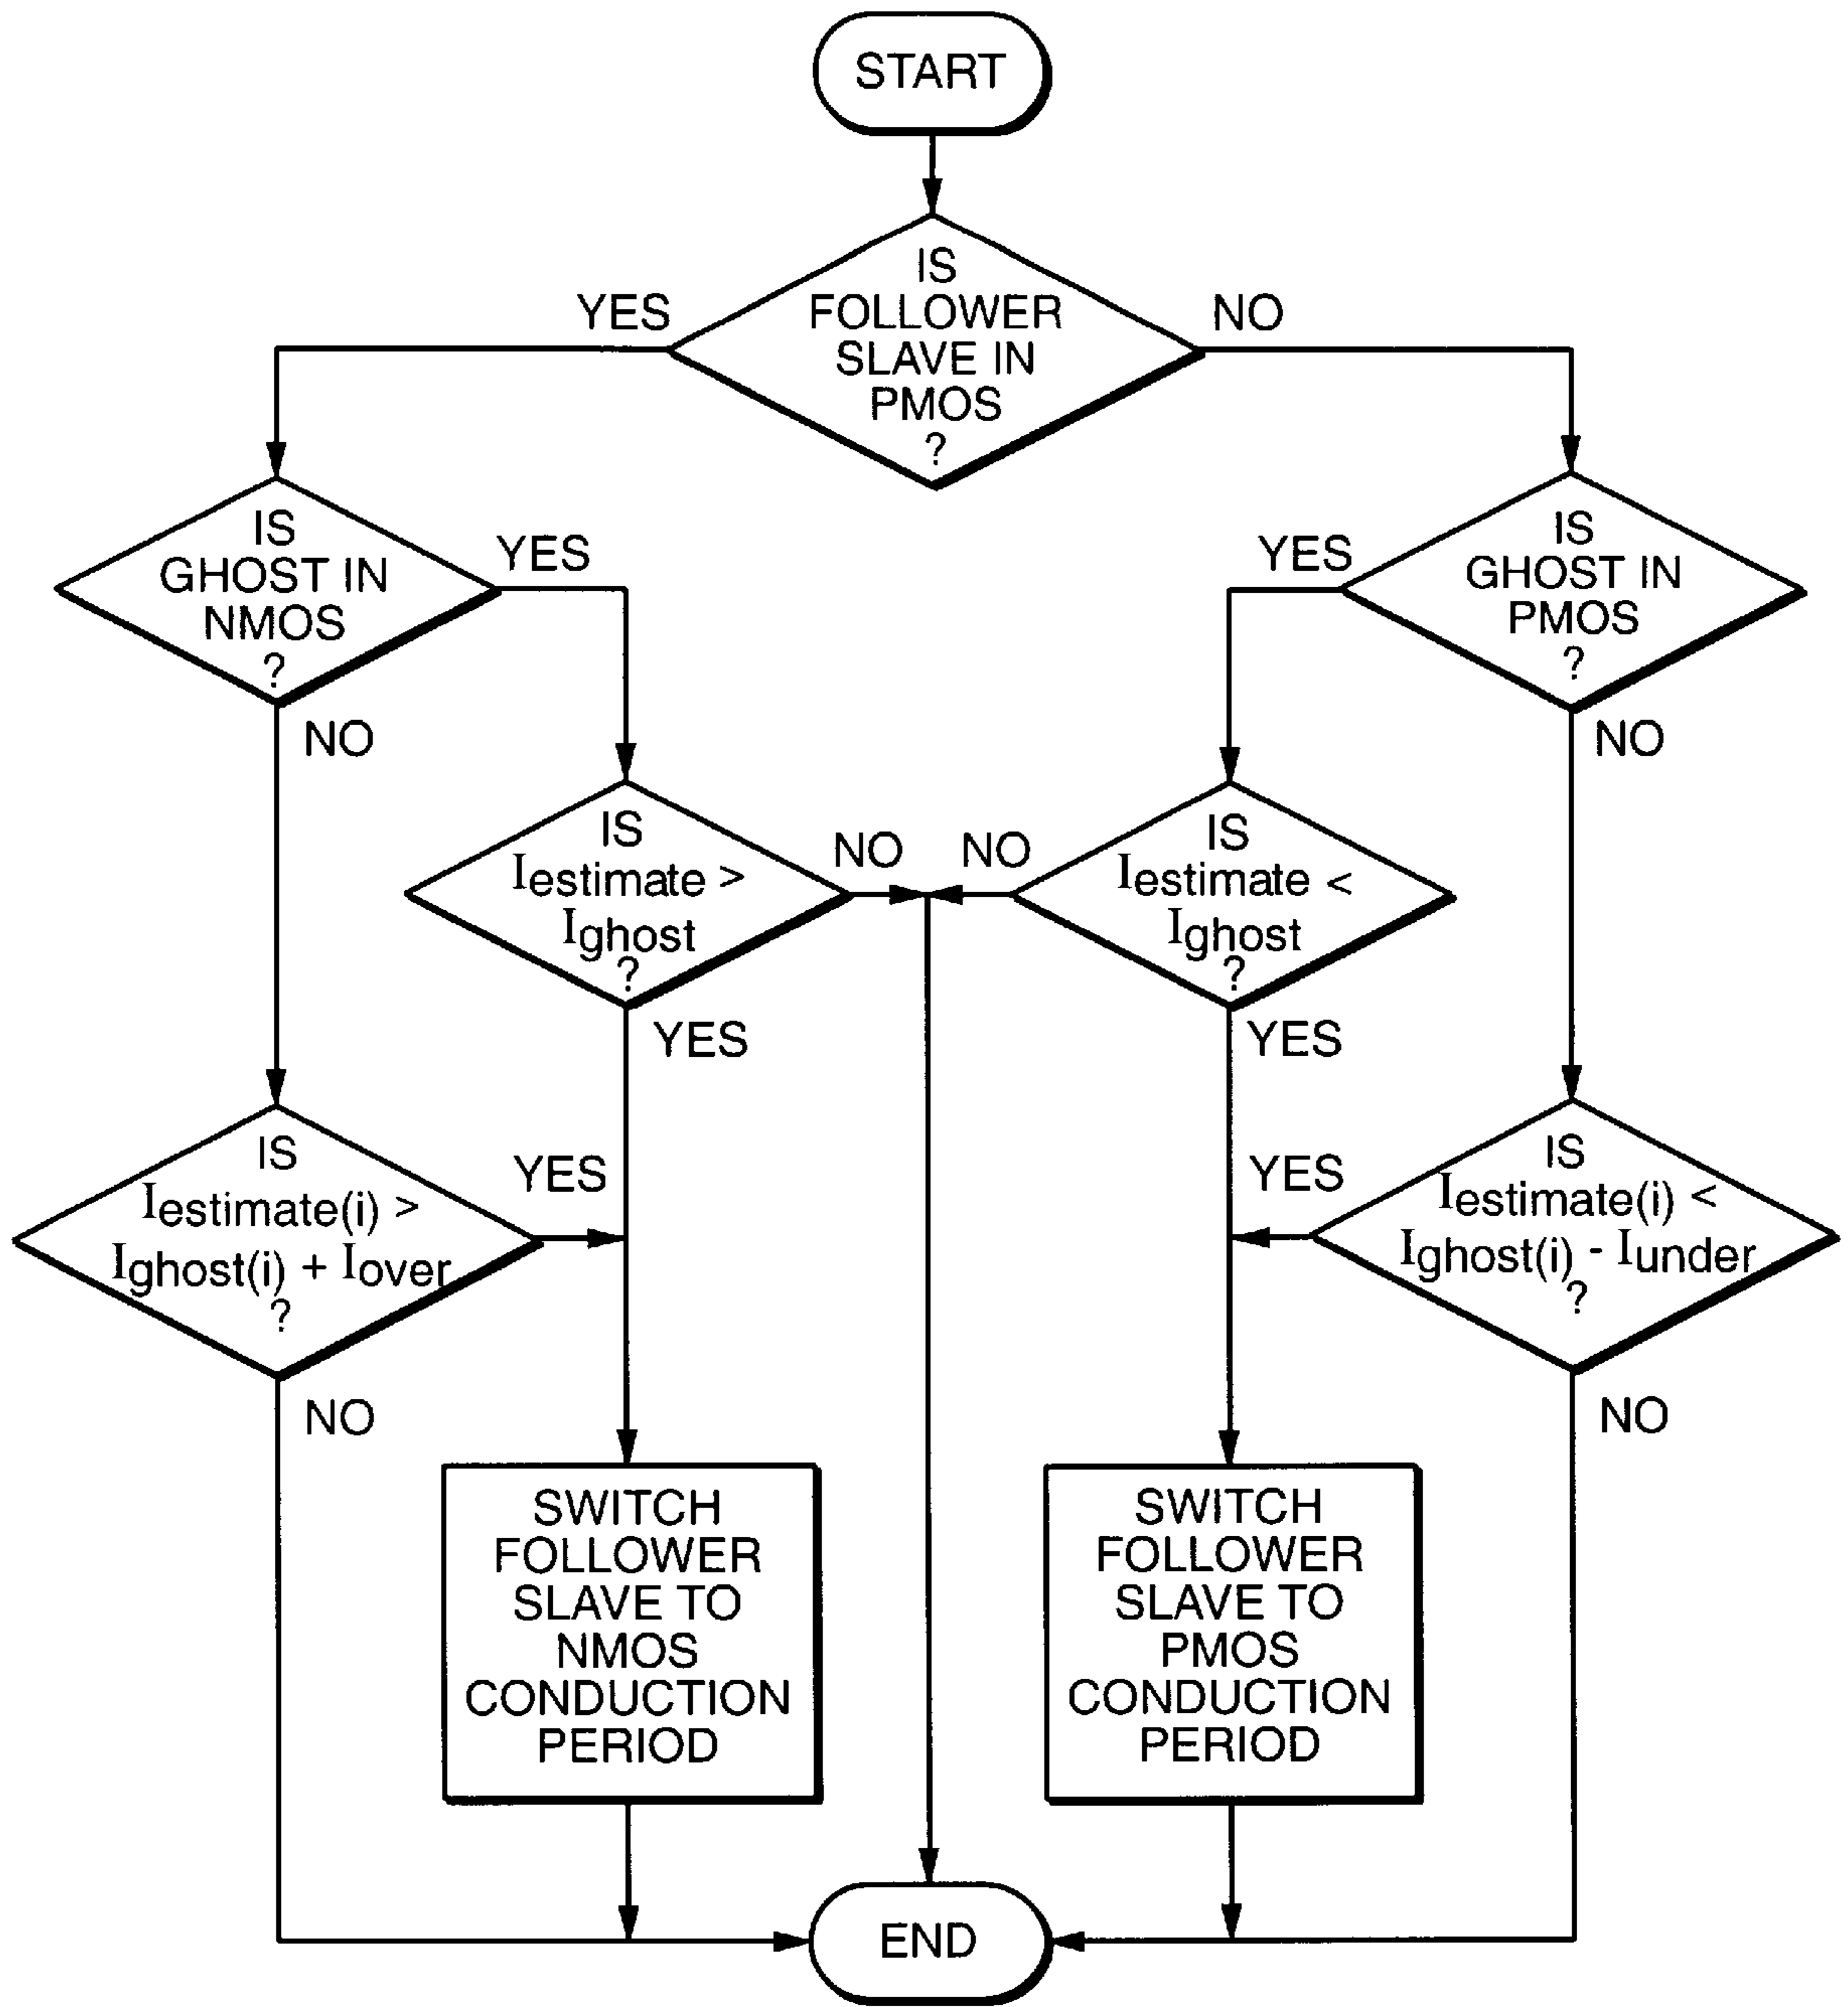 START
IS
FOLLOWER
SLAVE IN
PMOS
?
YES
NO
IS
GHOST IN
NMOS
?
YES
NO
YES
IS
GHOST IN
PMOS
?
NO
IS
Iestimate >
Ighost
?
NO
YES
NO
IS
Iestimate <
Ighost
?
YES
IS
Iestimate(i) >
Ighost(i) + Iover
?
YES
NO
YES
IS
Iestimate(i) <
Ighost(i) - Iunder
?
NO
SWITCH
FOLLOWER
SLAVE TO
NMOS
CONDUCTION
PERIOD
SWITCH
FOLLOWER
SLAVE TO
PMOS
CONDUCTION
PERIOD
END